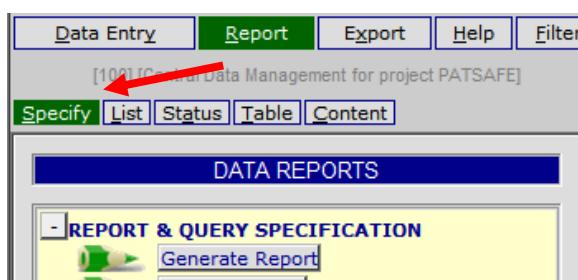 Data Entry Report Export Help Filter
[100] [Central Data Management for project PATSAFE]
Specify List Status Table Content
DATA REPORTS
- REPORT & QUERY SPECIFICATION
Generate Report